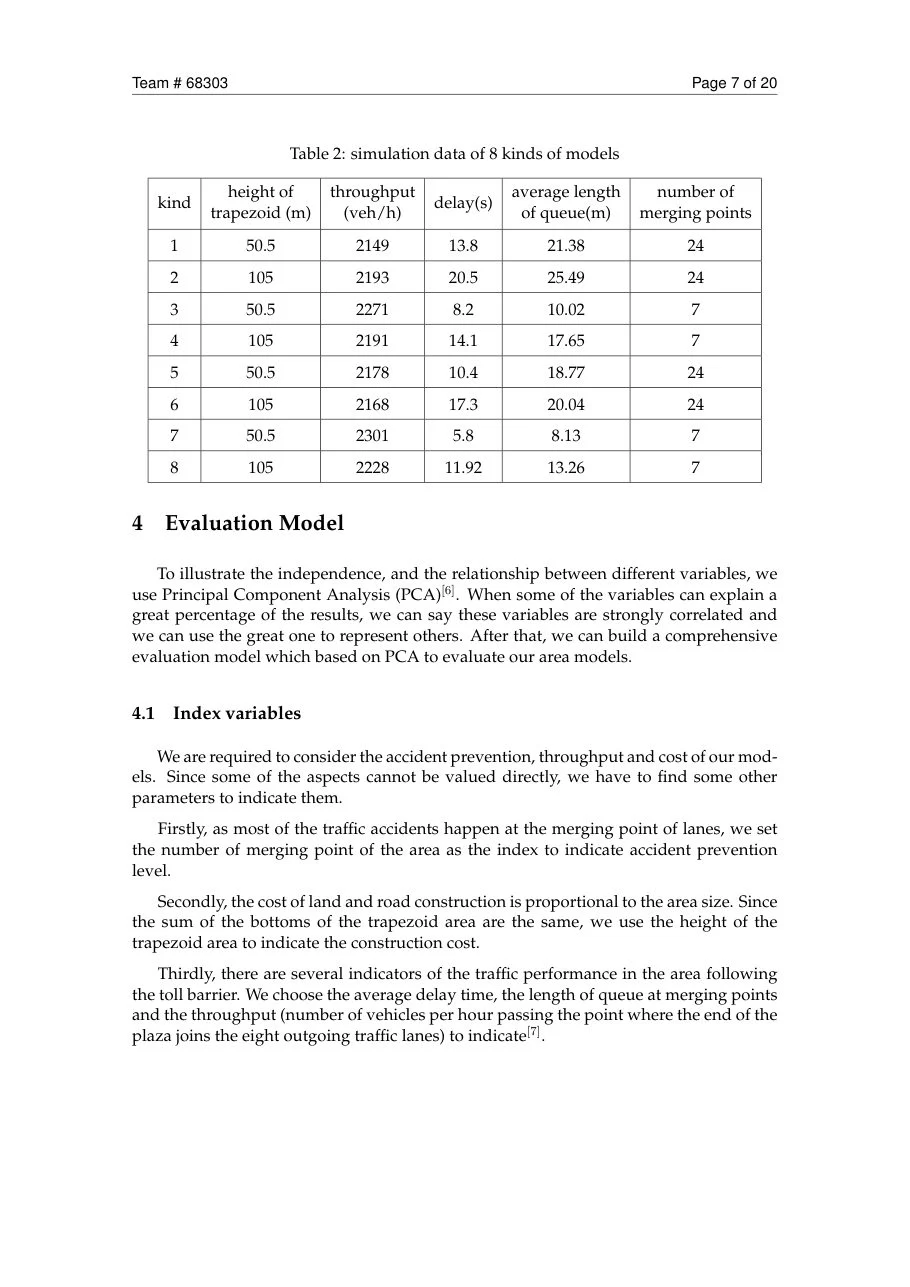 Team # 68303 Page 7 of 20
Table 2: simulation data of 8 kinds of models
kind height of trapezoid (m) throughput (veh/h) delay(s) average length of queue(m) number of merging points
1 50.5 2149 13.8 21.38 24
2 105 2193 20.5 25.49 24
3 50.5 2271 8.2 10.02 7
4 105 2191 14.1 17.65 7
5 50.5 2178 10.4 18.77 24
6 105 2168 17.3 20.04 24
7 50.5 2301 5.8 8.13 7
8 105 2228 11.92 13.26 7
4 Evaluation Model
To illustrate the independence, and the relationship between different variables, we
use Principal Component Analysis (PCA)[6]. When some of the variables can explain a
great percentage of the results, we can say these variables are strongly correlated and
we can use the great one to represent others. After that, we can build a comprehensive
evaluation model which based on PCA to evaluate our area models.
4.1 Index variables
We are required to consider the accident prevention, throughput and cost of our mod-
els. Since some of the aspects cannot be valued directly, we have to find some other
parameters to indicate them.
Firstly, as most of the traffic accidents happen at the merging point of lanes, we set
the number of merging point of the area as the index to indicate accident prevention
level.
Secondly, the cost of land and road construction is proportional to the area size. Since
the sum of the bottoms of the trapezoid area are the same, we use the height of the
trapezoid area to indicate the construction cost.
Thirdly, there are several indicators of the traffic performance in the area following
the toll barrier. We choose the average delay time, the length of queue at merging points
and the throughput (number of vehicles per hour passing the point where the end of the
plaza joins the eight outgoing traffic lanes) to indicate[7].